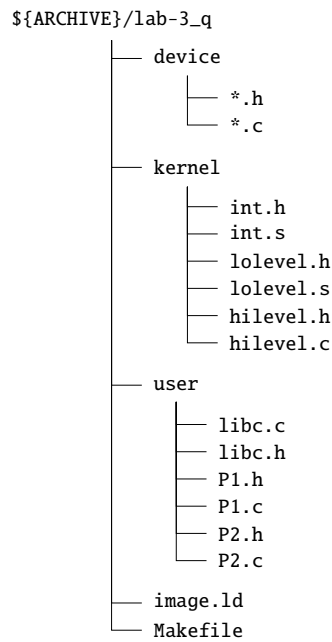 ${ARCHIVE}/lab-3_q
device
*.h
*.c
kernel
int.h
int.s
lolevel.h
lolevel.s
hilevel.h
hilevel.c
user
libc.c
libc.h
P1.h
P1.c
P2.h
P2.c
image.ld
Makefile